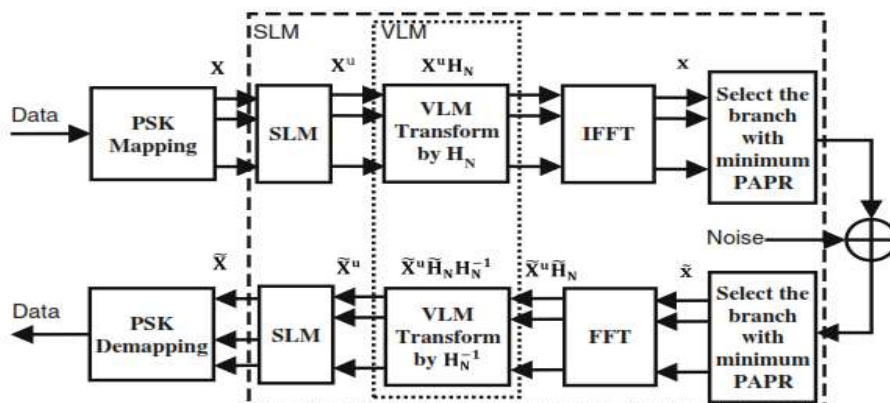 SLM
VLM
X
X^u
X^u H_N
x
Data
PSK
Mapping
SLM
VLM
Transform
by H_N
IFFT
Select the
branch
with
minimum
PAPR
Noise
X̃
X̃^u
X̃^u H̃_N H_N^{-1}
X̃^u H̃_N
x̃
Data
PSK
Demapping
SLM
VLM
Transform
by H_N^{-1}
FFT
Select the
branch
with
minimum
PAPR